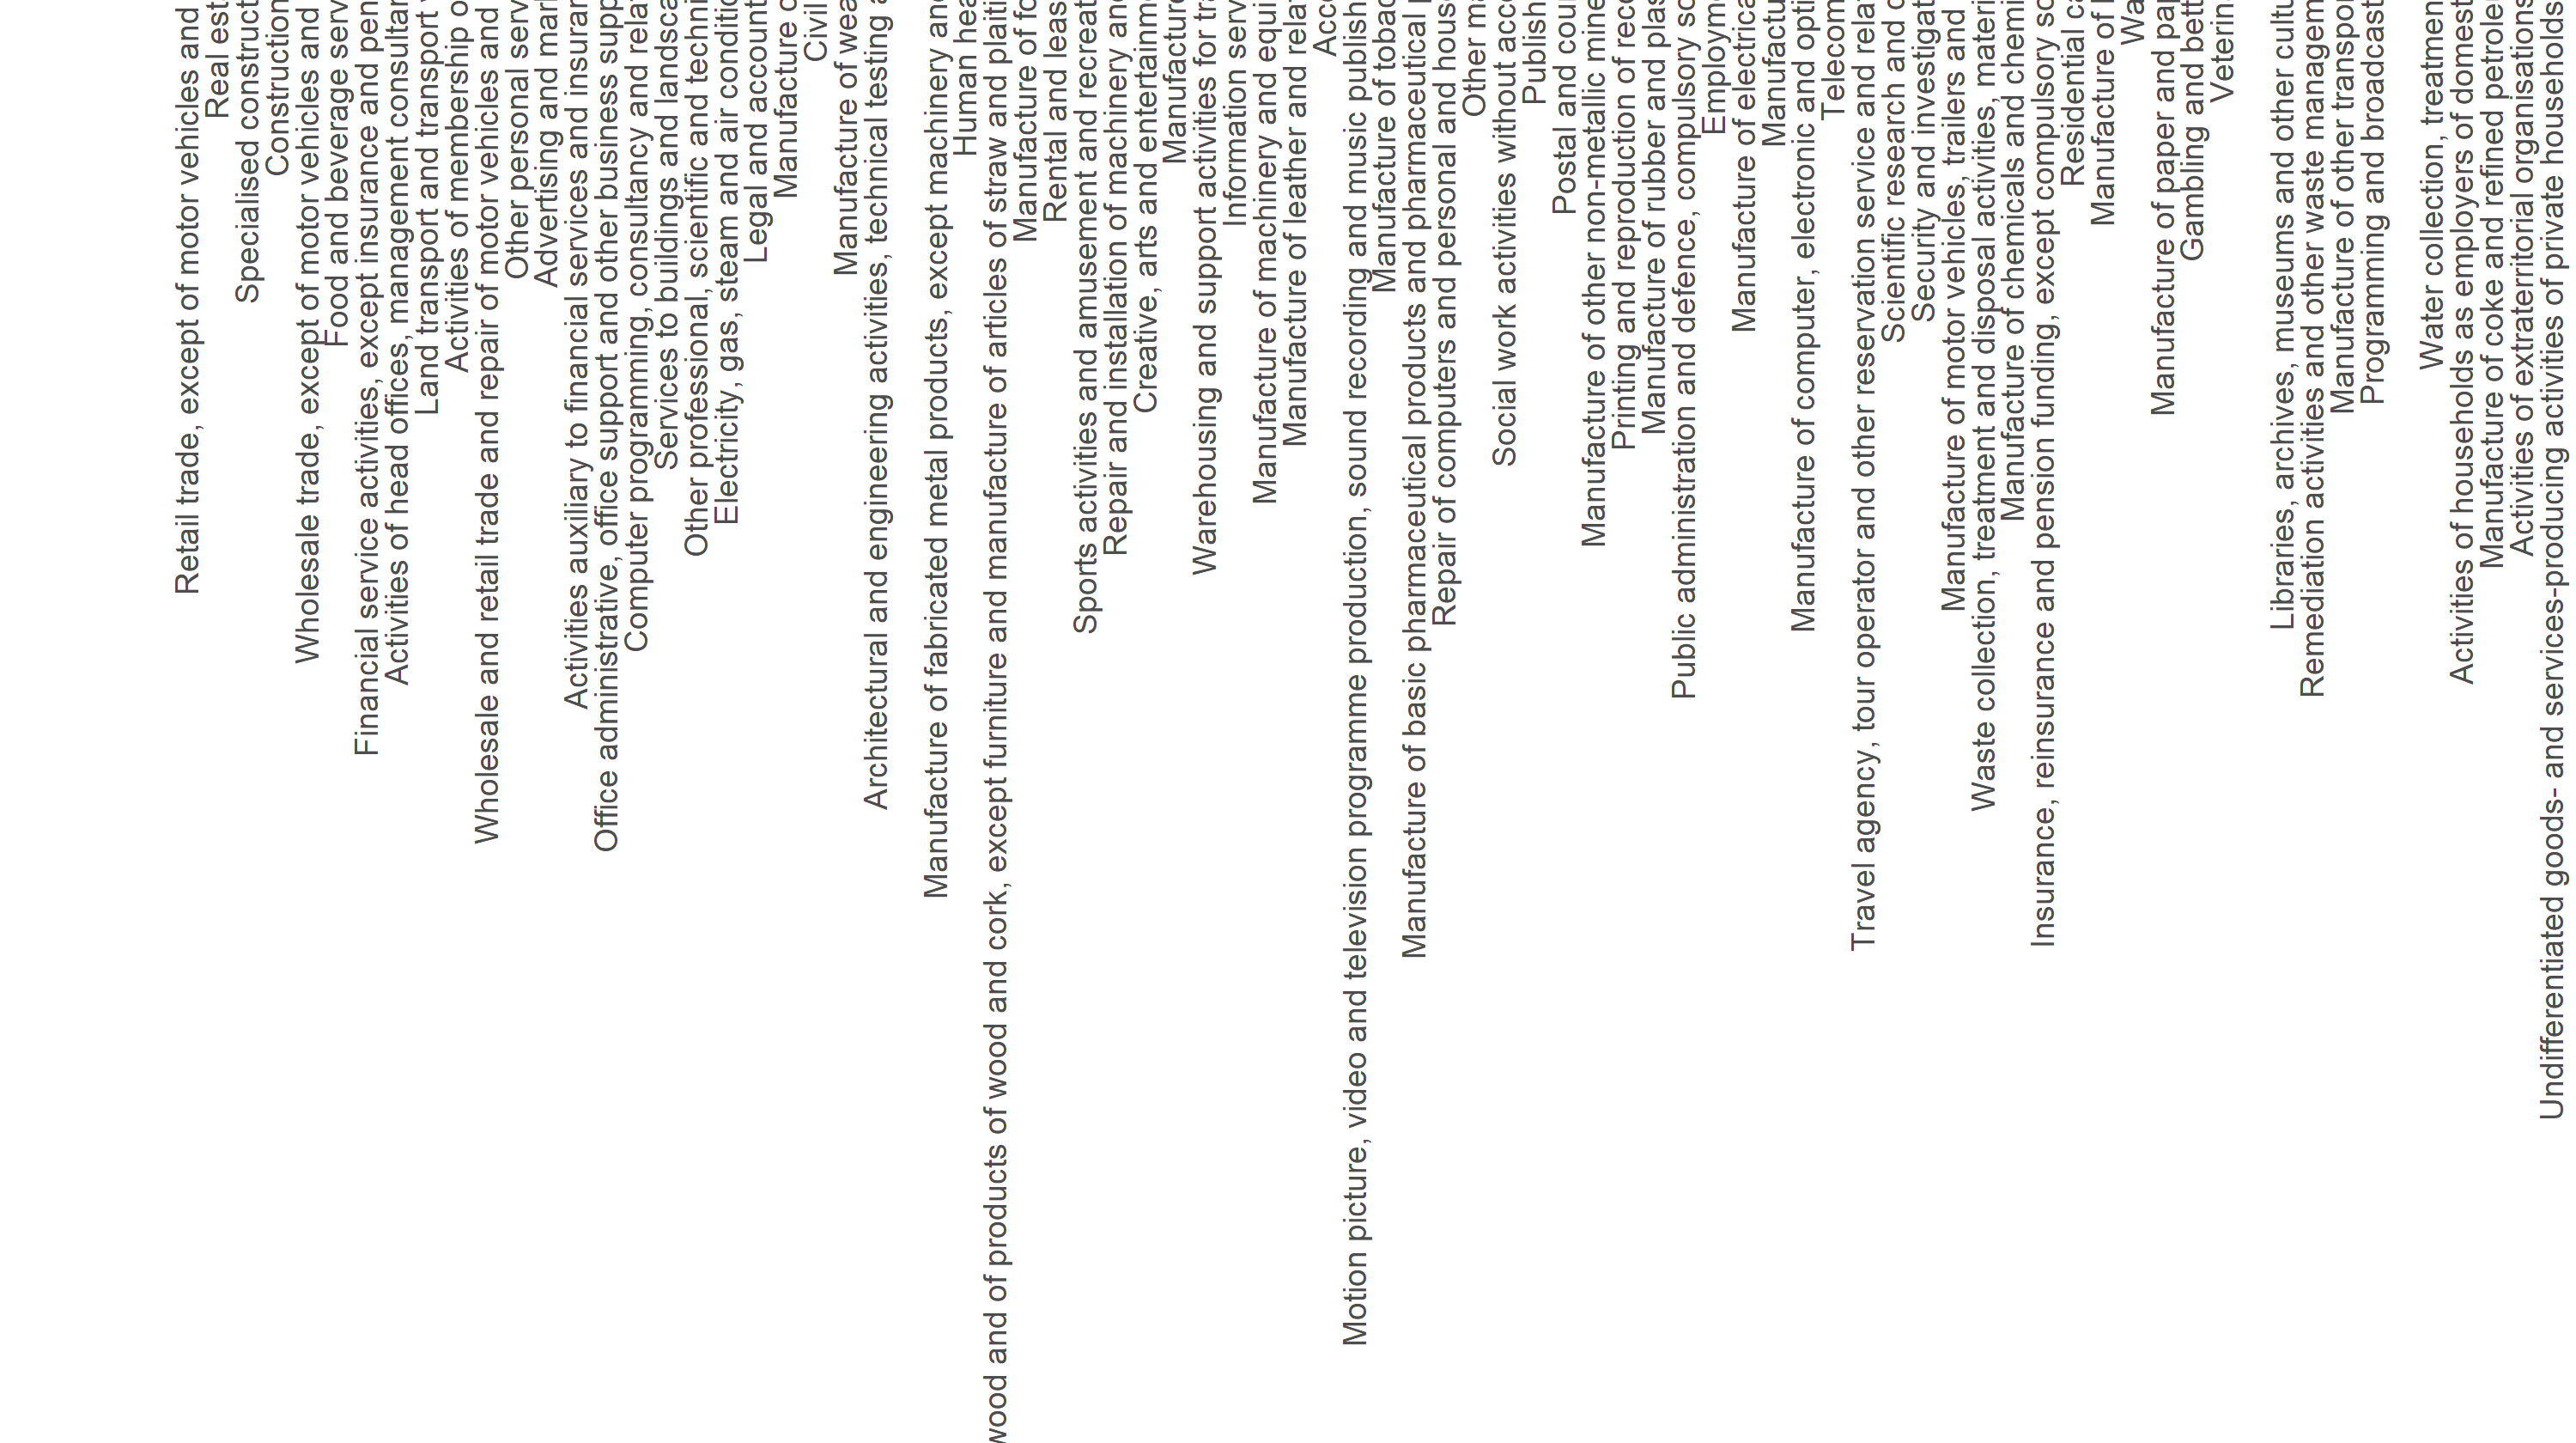 Retail trade, except of motor vehicles and
Real est
Specialised construct
Construction
Wholesale trade, except of motor vehicles and
Food and beverage serv
Financial service activities, except insurance and pen
Activities of head offices, management consultan
Land transport and transport
Activities of membership o
Wholesale and retail trade and repair of motor vehicles and
Other personal serv
Advertising and mar
Activities auxiliary to financial services and insuran
Office administrative, office support and other business supp
Computer programming, consultancy and relat
Services to buildings and landsca
Other professional, scientific and techni
Electricity, gas, steam and air conditio
Legal and account
Manufacture o
Civil
Manufacture of wea
Architectural and engineering activities, technical testing a
Manufacture of fabricated metal products, except machinery and
Human hea
wood and of products of wood and cork, except furniture and manufacture of articles of straw and plaiti
Manufacture of fo
Rental and leas
Sports activities and amusement and recreat
Repair and installation of machinery and
Creative, arts and entertainme
Manufacture
Warehousing and support activities for tra
Information serv
Manufacture of machinery and equi
Manufacture of leather and relat
Acco
Motion picture, video and television programme production, sound recording and music publish
Manufacture of tobac
Manufacture of basic pharmaceutical products and pharmaceutical
Repair of computers and personal and hous
Other ma
Social work activities without acco
Publish
Postal and cour
Manufacture of other non-metallic mine
Printing and reproduction of reco
Manufacture of rubber and plas
Public administration and defence, compulsory so
Employme
Manufacture of electrica
Manufactu
Manufacture of computer, electronic and opti
Telecom
Travel agency, tour operator and other reservation service and relat
Scientific research and d
Security and investigat
Manufacture of motor vehicles, trailers and
Waste collection, treatment and disposal activities, materi
Manufacture of chemicals and chemi
Insurance, reinsurance and pension funding, except compulsory so
Residential ca
Manufacture of
Wa
Manufacture of paper and pap
Gambling and bett
Veterin
Libraries, archives, museums and other cultu
Remediation activities and other waste managem
Manufacture of other transpor
Programming and broadcast
Water collection, treatmen
Activities of households as employers of domest
Manufacture of coke and refined petrole
Activities of extraterritorial organisations
Undifferentiated goods- and services-producing activities of private households